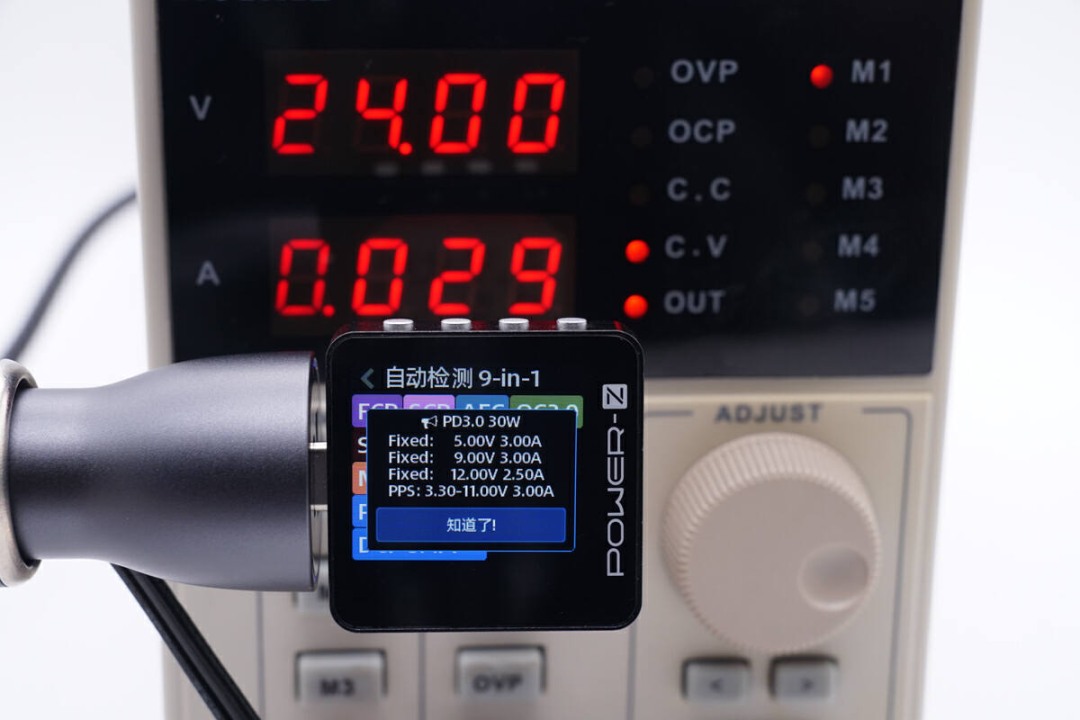 V
24.00
A
0.029
OVP
M1
OCP
M2
C.C
M3
C.V
M4
OUT
M5
自动检测 9-in-1
PD3.0 30W
Fixed: 5.00V 3.00A
Fixed: 9.00V 3.00A
Fixed: 12.00V 2.50A
PPS: 3.30-11.00V 3.00A
知道了!
POWER-Z
ADJUST
M3
OVP
<
>